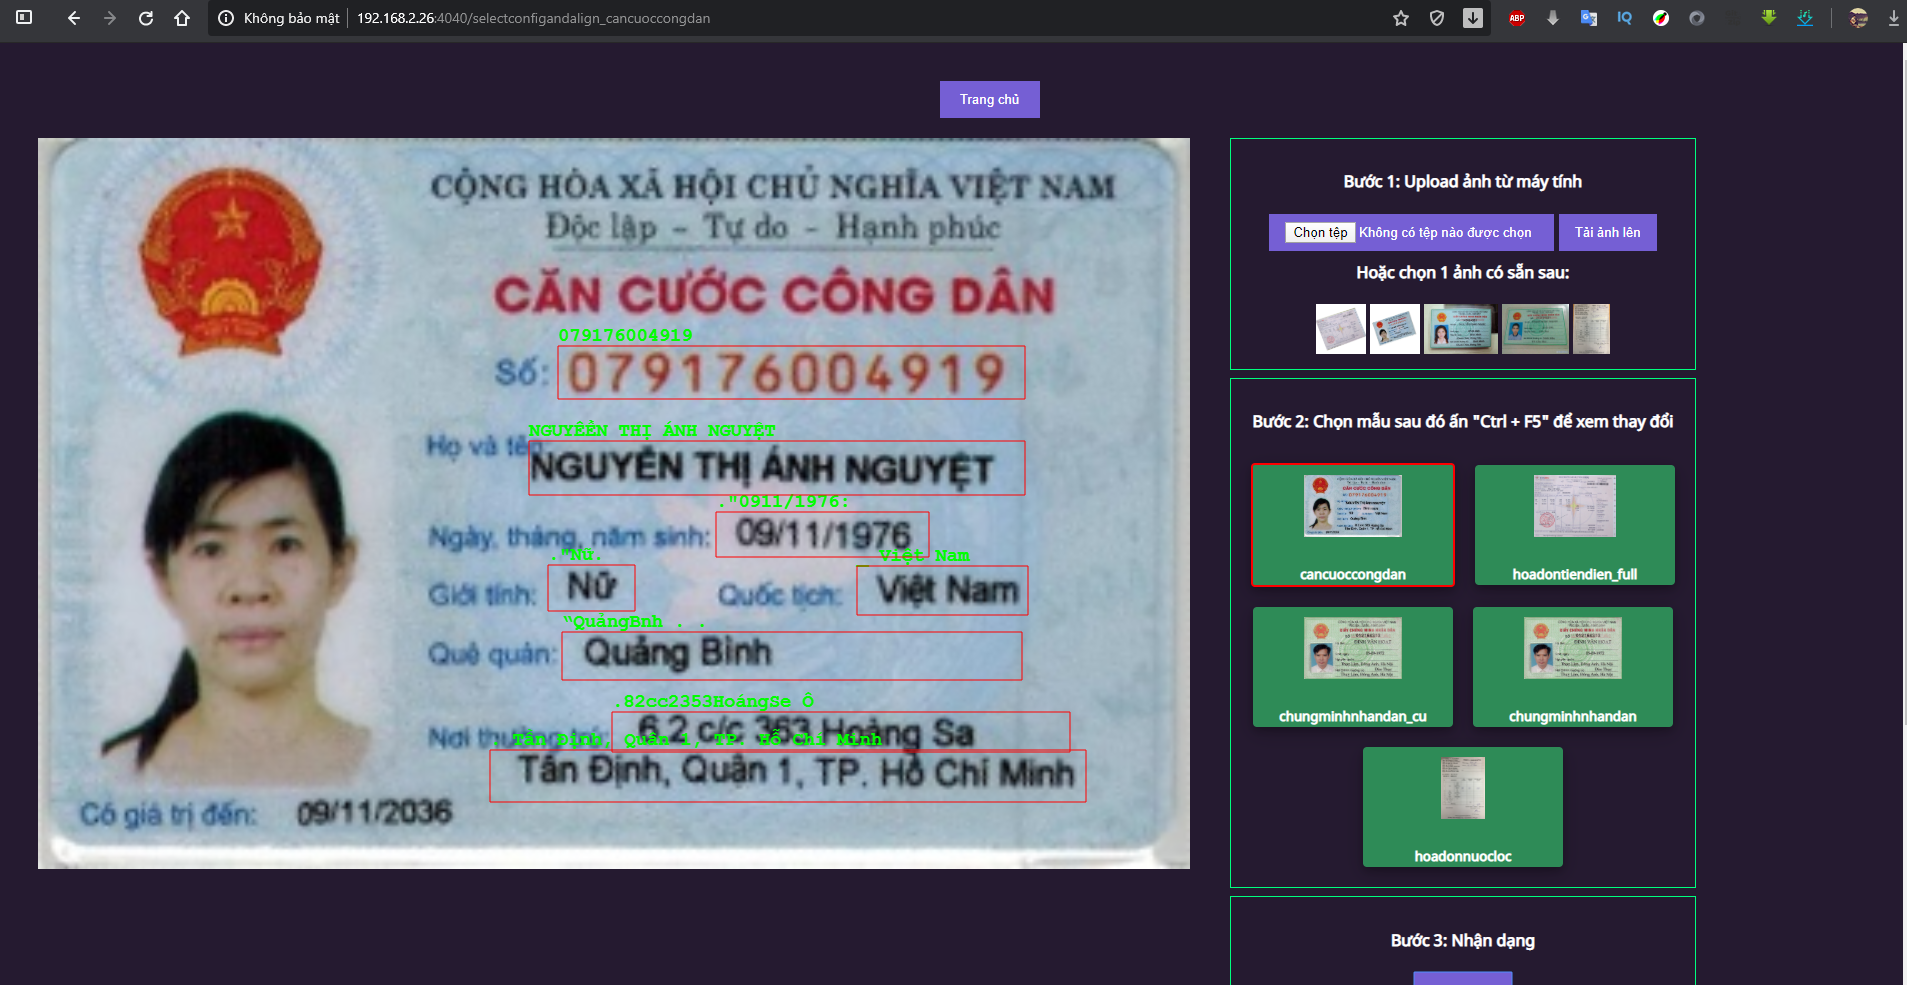 Không bảo mật
192.168.2.26:4040/selectconfigandalign_cancuoccongdan
ABP
IQ
Trang chủ
CỘNG HÒA XÃ HỘI CHỦ NGHĨA VIỆT NAM
Độc lập - Tự do - Hạnh phúc
CĂN CƯỚC CÔNG DÂN
079176004919
Số: 079176004919
NGUYỄÊN THỊ ÁNH NGUYỆT
Họ và tên
NGUYỄN THỊ ÁNH NGUYỆT
."0911/1976:
Ngày, tháng, năm sinh: 09/11/1976
."Nữ. Việt Nam
Giới tính: Nữ Quốc tịch: Việt Nam
“QuảngBnh . .
Quê quán: Quảng Bình
.82cc2353HoángSe Ô
Nơi thường 6.2 c/c 363 Hoàng Sa
. Tân Định, Quân 1, TP. Hồ Chí Minh
Tân Định, Quận 1, TP. Hồ Chí Minh
Có giá trị đến: 09/11/2036
Bước 1: Upload ảnh từ máy tính
Chọn tệp Không có tệp nào được chọn Tải ảnh lên
Hoặc chọn 1 ảnh có sẵn sau:
Bước 2: Chọn mẫu sau đó ấn "Ctrl + F5" để xem thay đổi
cancuoccongdan hoadontiendien_full
chungminhnhandan_cu chungminhnhandan
hoadonnuocloc
Bước 3: Nhận dạng